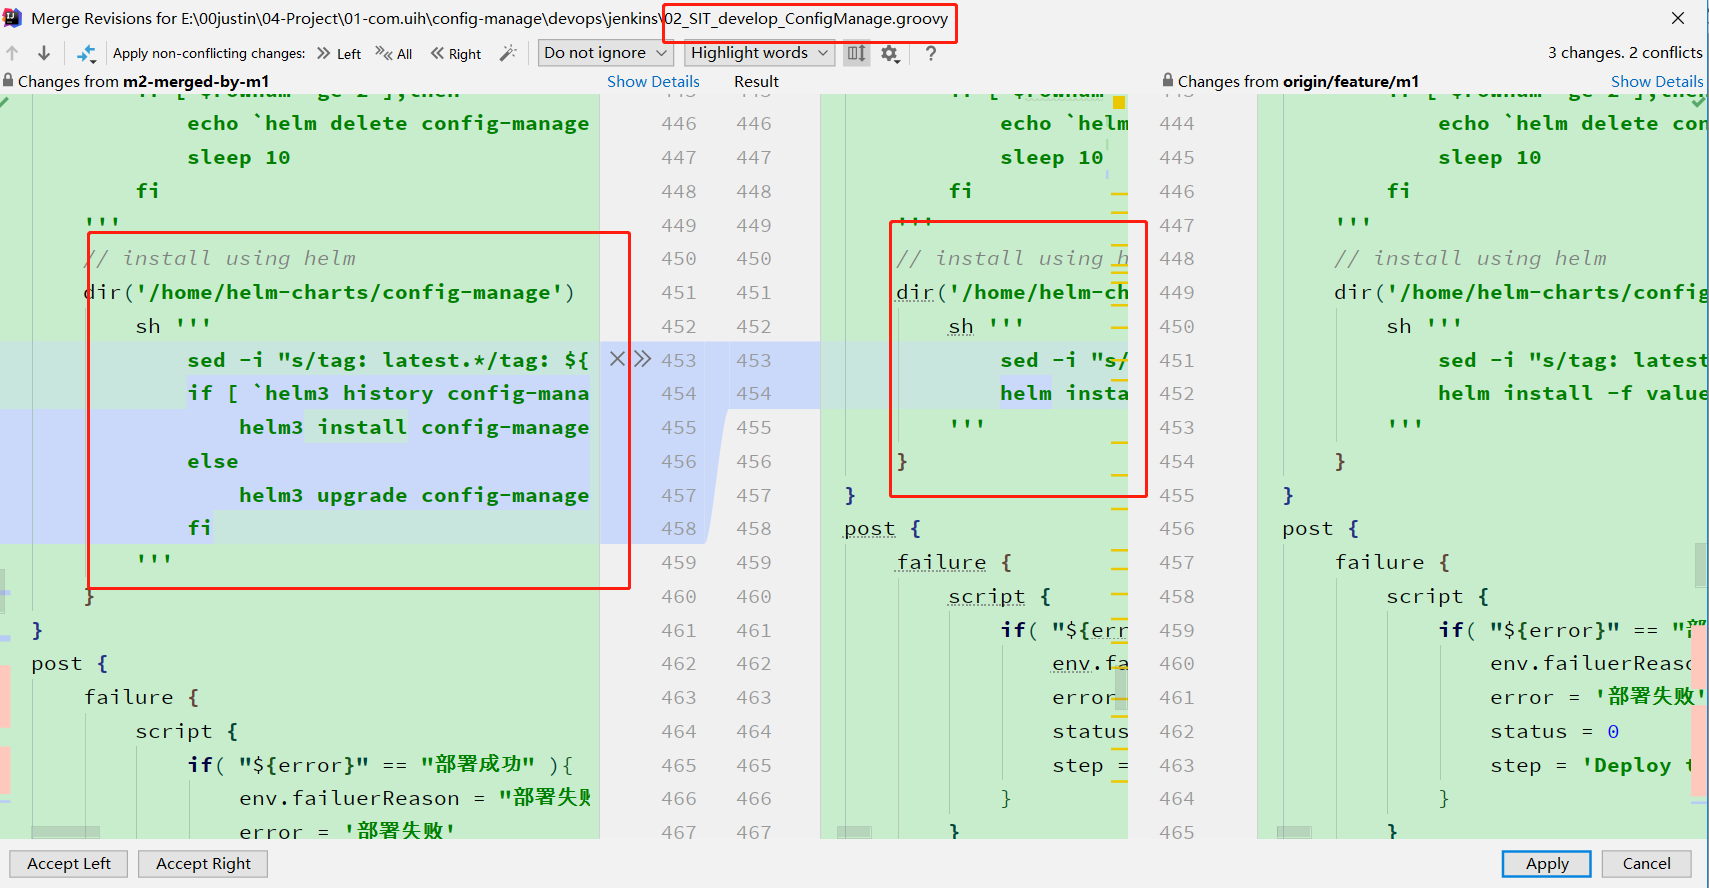 Merge Revisions for E:\00justin\04-Project\01-com.uih\config-manage\devops\jenkins\02_SIT_develop_ConfigManage.groovy
Apply non-conflicting changes: Left All Right Do not ignore Highlight words ? 3 changes. 2 conflicts
Changes from m2-merged-by-m1 Show Details Result Changes from origin/feature/m1 Show Details
echo `helm delete config-manage 446 446 echo `helm 444 echo `helm delete con
sleep 10 447 447 sleep 10 445 sleep 10
fi 448 448 fi 446 fi
''' 449 449 ''' 447 '''
// install using helm 450 450 // install using h 448 // install using helm
dir('/home/helm-charts/config-manage') 451 451 dir('/home/helm-ch 449 dir('/home/helm-charts/config
sh ''' 452 452 sh ''' 450 sh '''
sed -i "s/tag: latest.*/tag: ${ 453 453 sed -i "s/ 451 sed -i "s/tag: latest
if [ `helm3 history config-mana 454 454 helm insta 452 helm install -f value
helm3 install config-manage 455 455 ''' 453 '''
else 456 456 } 454 }
helm3 upgrade config-manage 457 457 } 455 }
fi 458 458 post { 456 post {
''' 459 459 failure { 457 failure {
} 460 460 script { 458 script {
} 461 461 if( "${err 459 if( "${error}" == "部
post { 462 462 env.fa 460 env.failuerReaso
failure { 463 463 error 461 error = '部署失败'
script { 464 464 status 462 status = 0
if( "${error}" == "部署成功" ){ 465 465 step = 463 step = 'Deploy t
env.failuerReason = "部署失败 466 466 } 464 }
error = '部署失败' 467 467 } 465 }
Accept Left Accept Right Apply Cancel